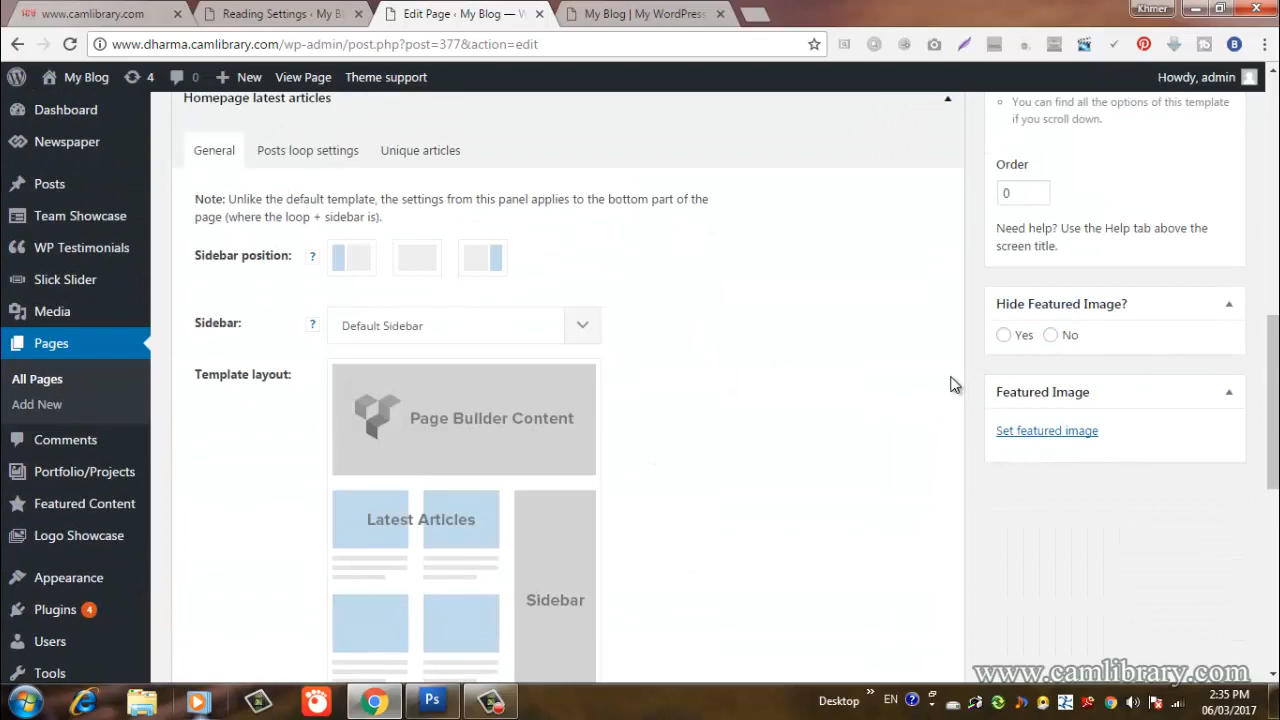 www.camlibrary.com
Reading Settings ‹ My Bl
Edit Page ‹ My Blog — W
My Blog | My WordPress
Khmer
www.dharma.camlibrary.com/wp-admin/post.php?post=377&action=edit
My Blog
4
0
New
View Page
Theme support
Howdy, admin
Dashboard
Newspaper
Posts
Team Showcase
WP Testimonials
Slick Slider
Media
Pages
All Pages
Add New
Comments
Portfolio/Projects
Featured Content
Logo Showcase
Appearance
Plugins 4
Users
Tools
Homepage latest articles
General
Posts loop settings
Unique articles
Note: Unlike the default template, the settings from this panel applies to the bottom part of the
page (where the loop + sidebar is).
Sidebar position: ?
Sidebar: ?
Default Sidebar
Template layout:
Page Builder Content
Latest Articles
Sidebar
You can find all the options of this template
if you scroll down.
Order
0
Need help? Use the Help tab above the
screen title.
Hide Featured Image?
Yes No
Featured Image
Set featured image
www.camlibrary.com
Ps
Desktop
EN
2:35 PM
06/03/2017